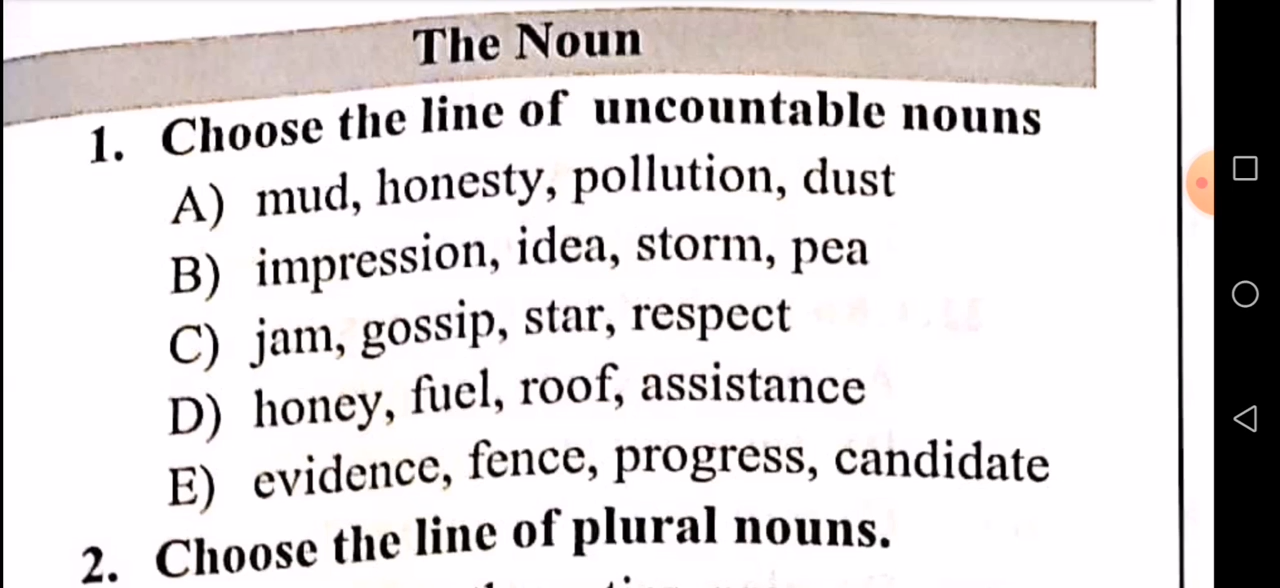 The Noun
1. Choose the line of uncountable nouns
A) mud, honesty, pollution, dust
B) impression, idea, storm, pea
C) jam, gossip, star, respect
D) honey, fuel, roof, assistance
E) evidence, fence, progress, candidate
2. Choose the line of plural nouns.